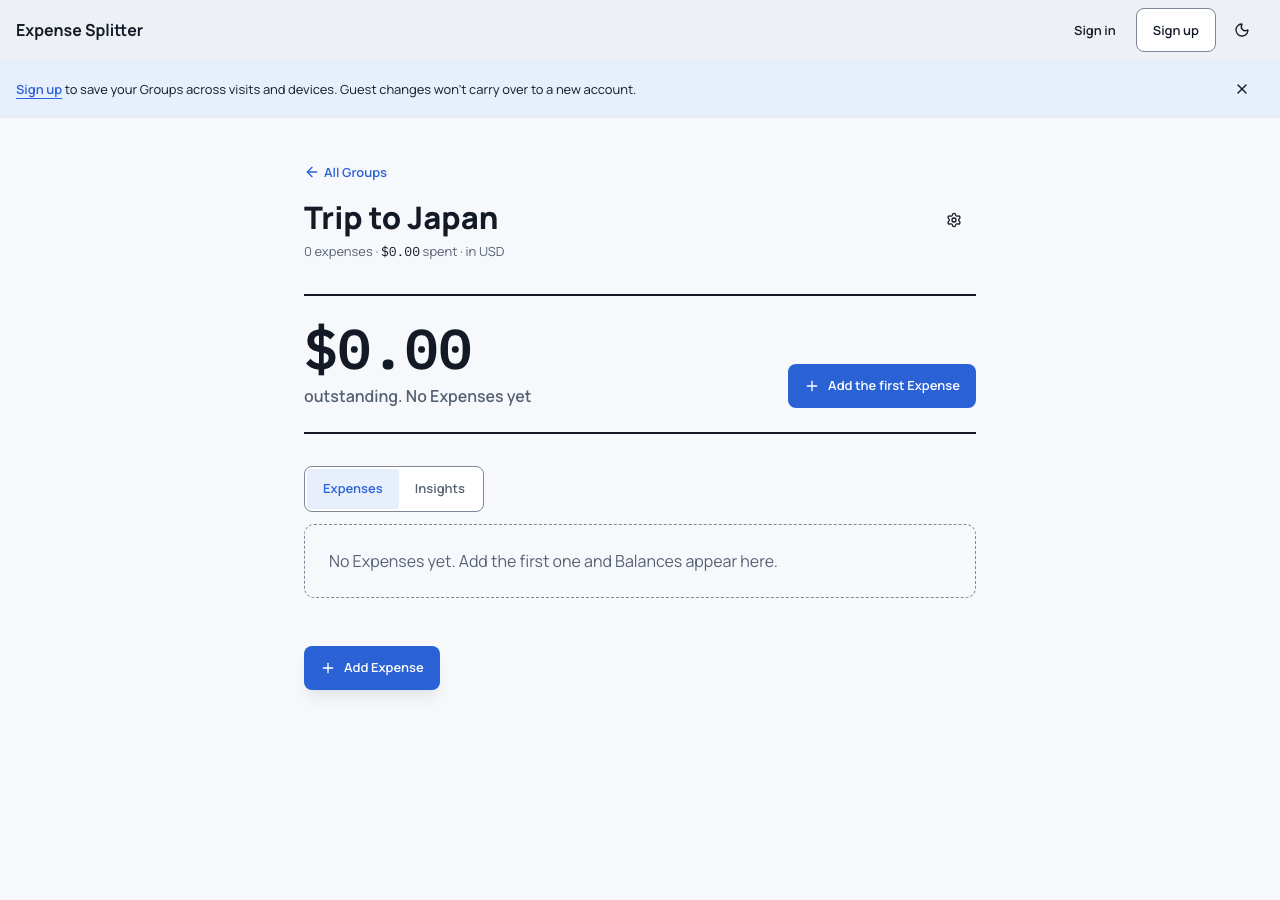 Expense Splitter
Sign in
Sign up
Sign up to save your Groups across visits and devices. Guest changes won't carry over to a new account.
All Groups
Trip to Japan
0 expenses · $0.00 spent · in USD
$0.00
outstanding. No Expenses yet
Add the first Expense
Expenses
Insights
No Expenses yet. Add the first one and Balances appear here.
Add Expense